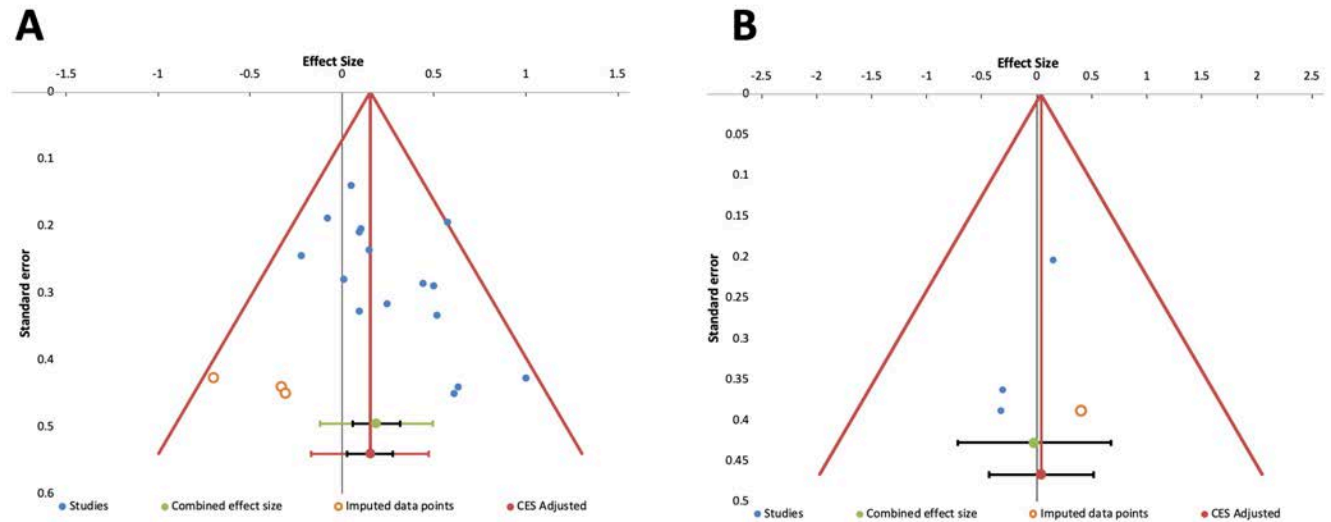 A
Effect Size
-1.5 -1 -0.5 0 0.5 1 1.5
0
0.1
0.2
0.3
0.4
0.5
0.6
Standard error
Studies Combined effect size Imputed data points CES Adjusted
B
Effect Size
-2.5 -2 -1.5 -1 -0.5 0 0.5 1 1.5 2 2.5
0
0.05
0.1
0.15
0.2
0.25
0.3
0.35
0.4
0.45
0.5
Standard error
Studies Combined effect size Imputed data points CES Adjusted